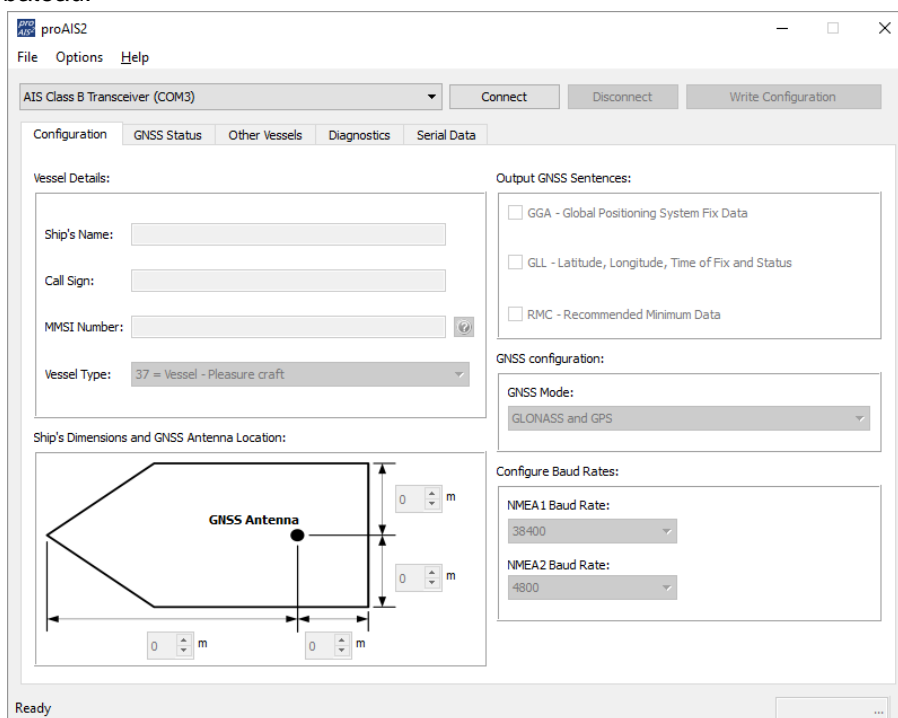 pro
AIS2
proAIS2
File Options Help
AIS Class B Transceiver (COM3)
Connect
Disconnect
Write Configuration
Configuration
GNSS Status
Other Vessels
Diagnostics
Serial Data
Vessel Details:
Ship's Name:
Call Sign:
MMSI Number:
Vessel Type:
37 = Vessel - Pleasure craft
Ship's Dimensions and GNSS Antenna Location:
GNSS Antenna
0 m
0 m
0 m
0 m
Output GNSS Sentences:
GGA - Global Positioning System Fix Data
GLL - Latitude, Longitude, Time of Fix and Status
RMC - Recommended Minimum Data
GNSS configuration:
GNSS Mode:
GLONASS and GPS
Configure Baud Rates:
NMEA1 Baud Rate:
38400
NMEA2 Baud Rate:
4800
Ready
...